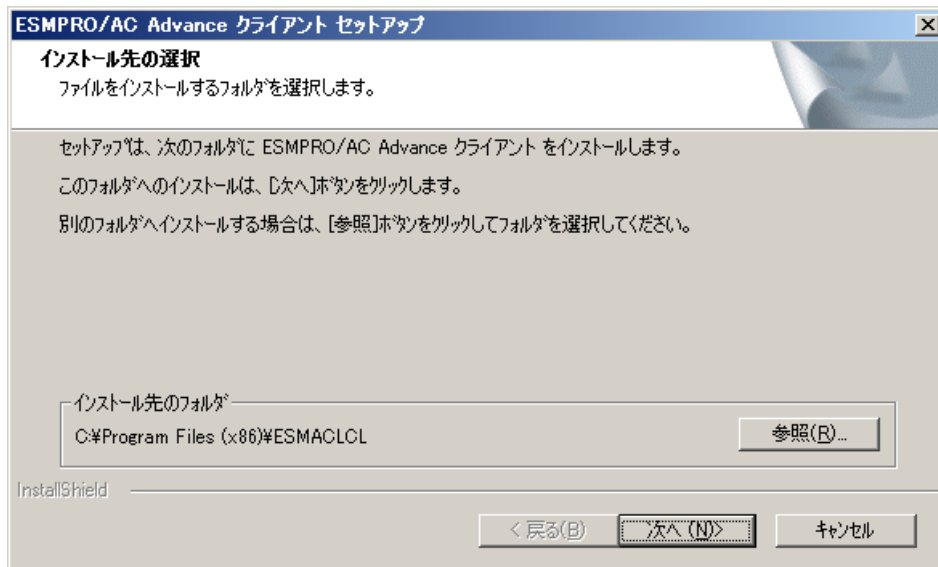 ESMPRO/AC Advance クライアント セットアップ
インストール先の選択
ファイルをインストールするフォルダを選択します。
セットアップは、次のフォルダに ESMPRO/AC Advance クライアント をインストールします。
このフォルダへのインストールは、[次へ]ボタンをクリックします。
別のフォルダへインストールする場合は、[参照]ボタンをクリックしてフォルダを選択してください。
インストール先のフォルダ
C:¥Program Files (x86)¥ESMACLCL
参照(R)...
InstallShield
< 戻る(B)
次へ (N)>
キャンセル